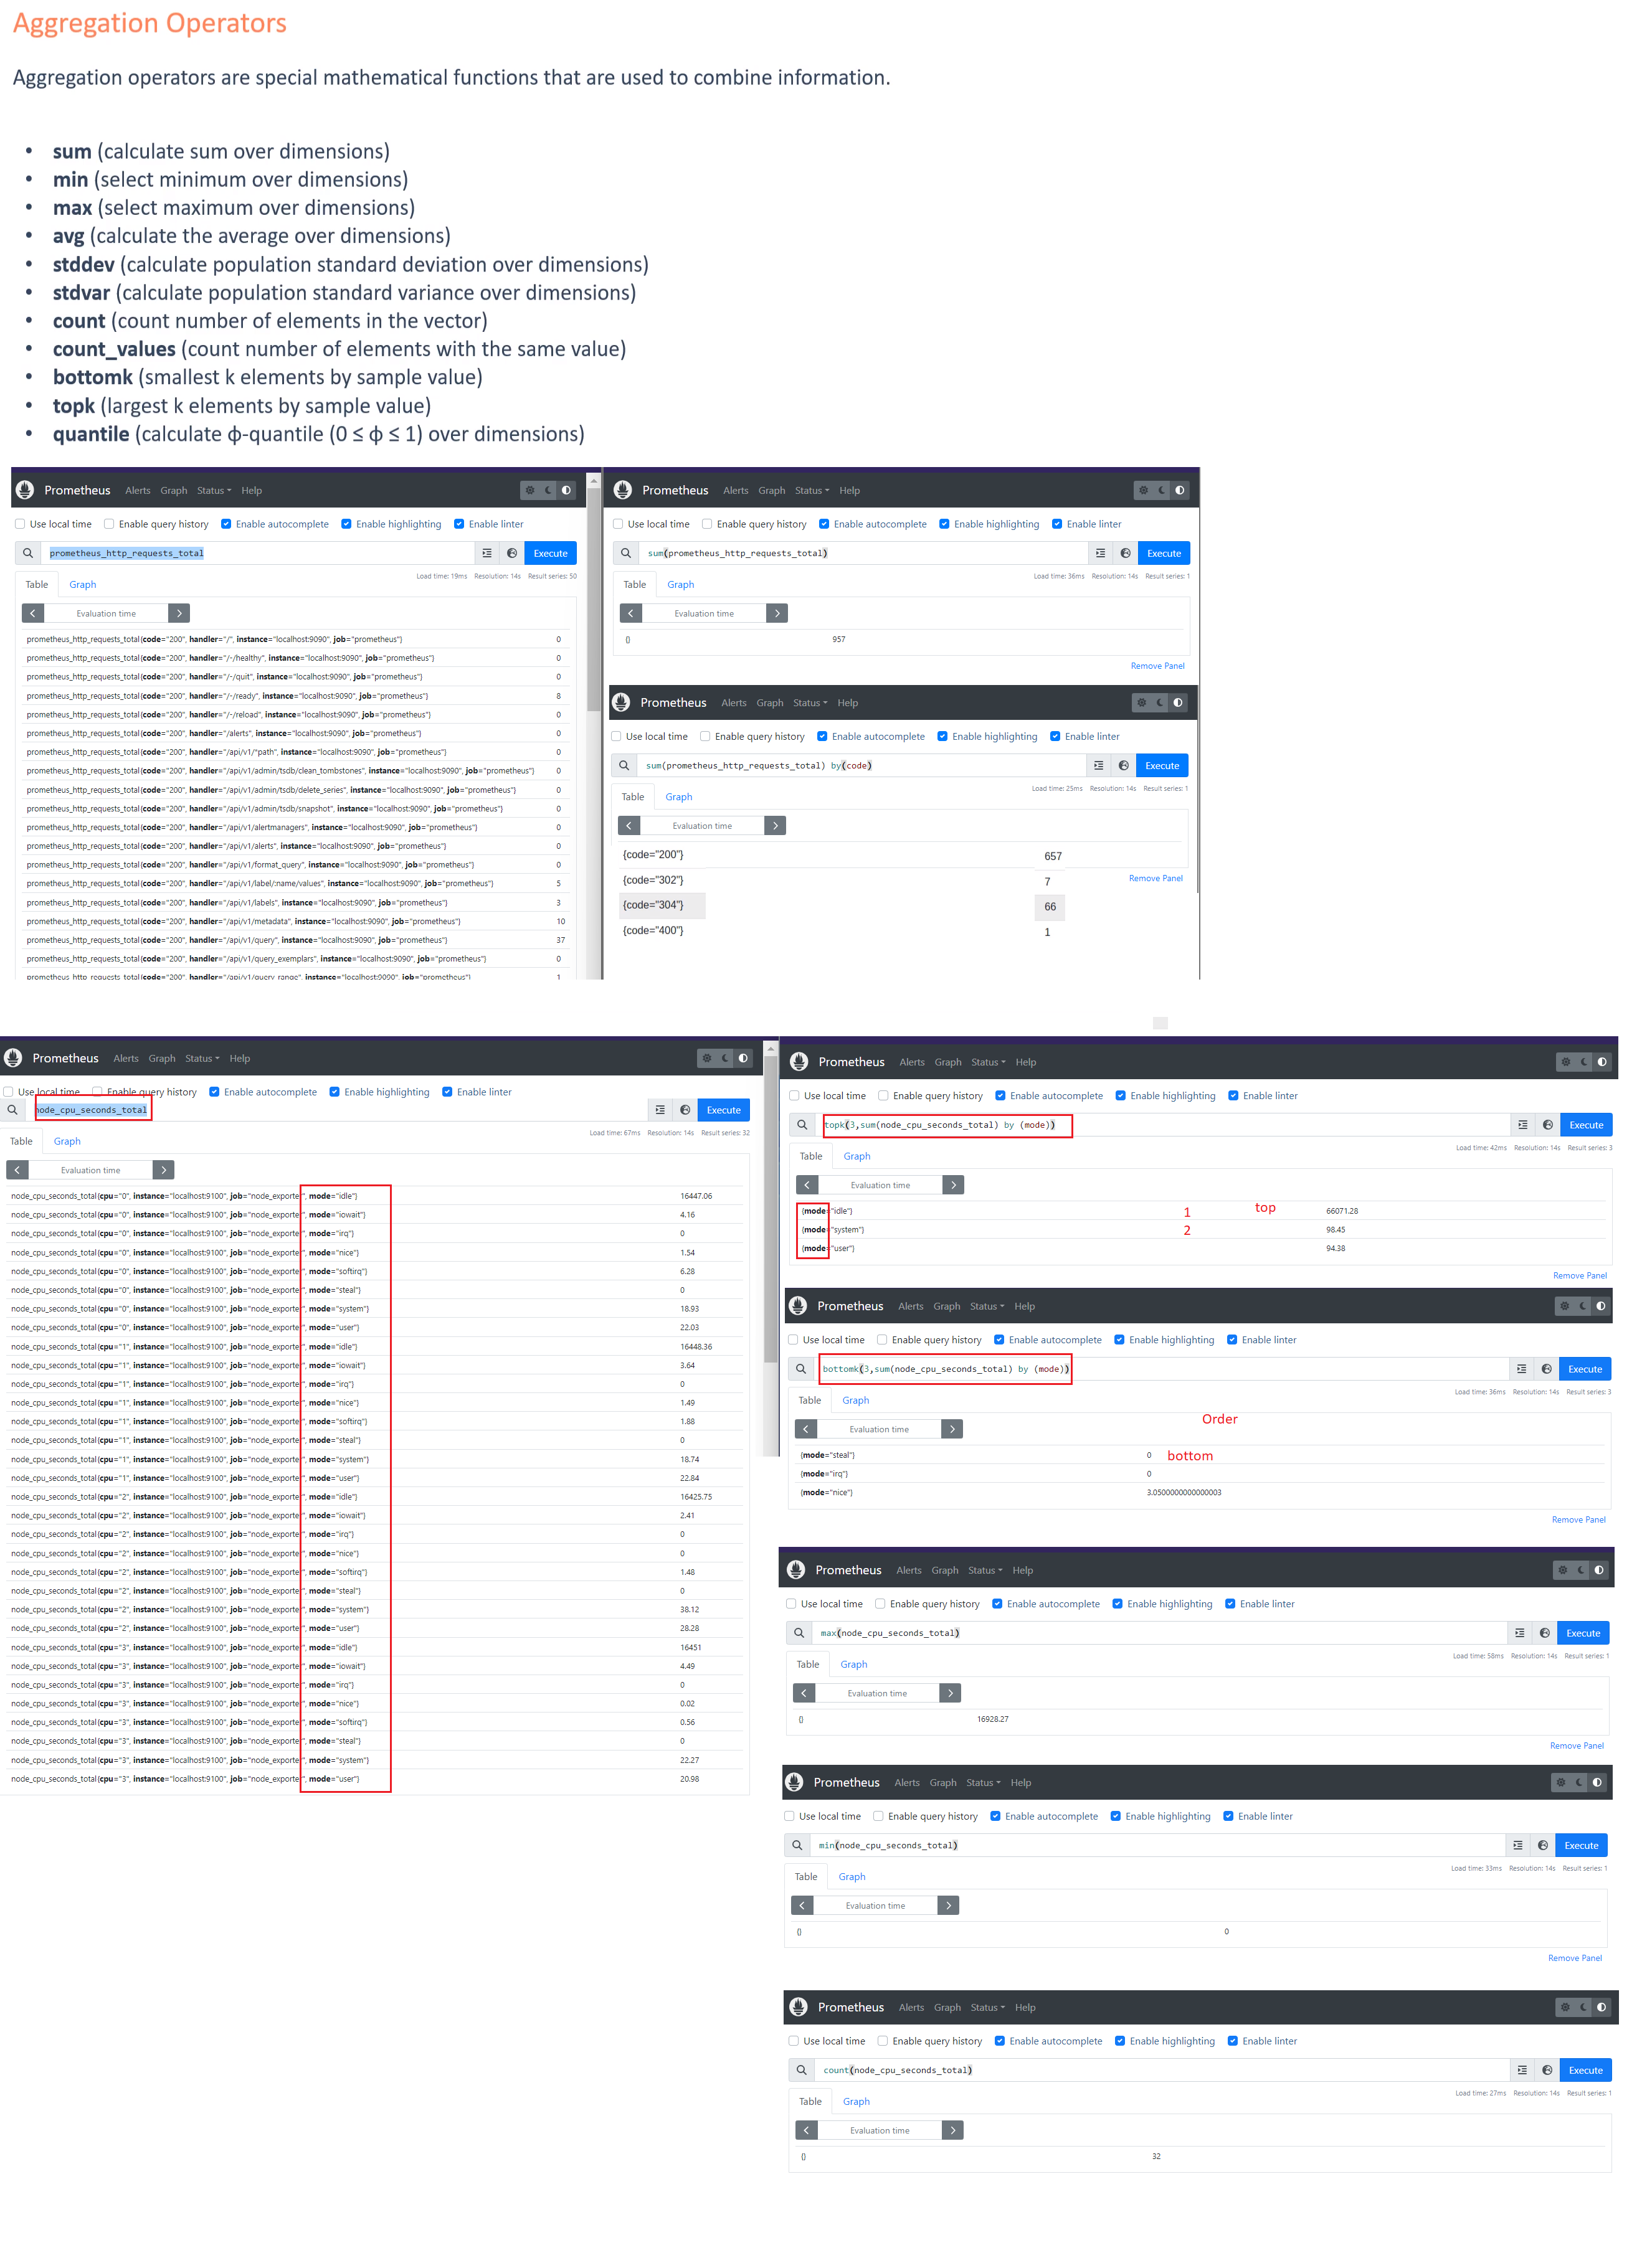 Aggregation Operators
Aggregation operators are special mathematical functions that are used to combine information.
• sum (calculate sum over dimensions)
• min (select minimum over dimensions)
• max (select maximum over dimensions)
• avg (calculate the average over dimensions)
• stddev (calculate population standard deviation over dimensions)
• stdvar (calculate population standard variance over dimensions)
• count (count number of elements in the vector)
• count_values (count number of elements with the same value)
• bottomk (smallest k elements by sample value)
• topk (largest k elements by sample value)
• quantile (calculate φ-quantile (0 ≤ φ ≤ 1) over dimensions)
Prometheus Alerts Graph Status Help
Use local time Enable query history Enable autocomplete Enable highlighting Enable linter
prometheus_http_requests_total Execute
Load time: 19ms Resolution: 14s Result series: 50
Table Graph
Evaluation time
prometheus_http_requests_total{code="200", handler="/", instance="localhost:9090", job="prometheus"} 0
prometheus_http_requests_total{code="200", handler="/-/healthy", instance="localhost:9090", job="prometheus"} 0
prometheus_http_requests_total{code="200", handler="/-/quit", instance="localhost:9090", job="prometheus"} 0
prometheus_http_requests_total{code="200", handler="/-/ready", instance="localhost:9090", job="prometheus"} 8
prometheus_http_requests_total{code="200", handler="/-/reload", instance="localhost:9090", job="prometheus"} 0
prometheus_http_requests_total{code="200", handler="/alerts", instance="localhost:9090", job="prometheus"} 0
prometheus_http_requests_total{code="200", handler="/api/v1/*path", instance="localhost:9090", job="prometheus"} 0
prometheus_http_requests_total{code="200", handler="/api/v1/admin/tsdb/clean_tombstones", instance="localhost:9090", job="prometheus"} 0
prometheus_http_requests_total{code="200", handler="/api/v1/admin/tsdb/delete_series", instance="localhost:9090", job="prometheus"} 0
prometheus_http_requests_total{code="200", handler="/api/v1/admin/tsdb/snapshot", instance="localhost:9090", job="prometheus"} 0
prometheus_http_requests_total{code="200", handler="/api/v1/alertmanagers", instance="localhost:9090", job="prometheus"} 0
prometheus_http_requests_total{code="200", handler="/api/v1/alerts", instance="localhost:9090", job="prometheus"} 0
prometheus_http_requests_total{code="200", handler="/api/v1/format_query", instance="localhost:9090", job="prometheus"} 0
prometheus_http_requests_total{code="200", handler="/api/v1/label/:name/values", instance="localhost:9090", job="prometheus"} 5
prometheus_http_requests_total{code="200", handler="/api/v1/labels", instance="localhost:9090", job="prometheus"} 3
prometheus_http_requests_total{code="200", handler="/api/v1/metadata", instance="localhost:9090", job="prometheus"} 10
prometheus_http_requests_total{code="200", handler="/api/v1/query", instance="localhost:9090", job="prometheus"} 37
prometheus_http_requests_total{code="200", handler="/api/v1/query_exemplars", instance="localhost:9090", job="prometheus"} 0
prometheus_http_requests_total{code="200", handler="/api/v1/query_range", instance="localhost:9090", job="prometheus"} 1
Prometheus Alerts Graph Status Help
Use local time Enable query history Enable autocomplete Enable highlighting Enable linter
sum(prometheus_http_requests_total) Execute
Load time: 36ms Resolution: 14s Result series: 1
Table Graph
Evaluation time
{} 957
Remove Panel
Prometheus Alerts Graph Status Help
Use local time Enable query history Enable autocomplete Enable highlighting Enable linter
sum(prometheus_http_requests_total) by(code) Execute
Load time: 25ms Resolution: 14s Result series: 1
Table Graph
Evaluation time
{code="200"} 657
{code="302"} 7
Remove Panel
{code="304"} 66
{code="400"} 1
Prometheus Alerts Graph Status Help
Use local time Enable query history Enable autocomplete Enable highlighting Enable linter
node_cpu_seconds_total Execute
Load time: 67ms Resolution: 14s Result series: 32
Table Graph
Evaluation time
node_cpu_seconds_total{cpu="0", instance="localhost:9100", job="node_exporter", mode="idle"} 16447.06
node_cpu_seconds_total{cpu="0", instance="localhost:9100", job="node_exporter", mode="iowait"} 4.16
node_cpu_seconds_total{cpu="0", instance="localhost:9100", job="node_exporter", mode="irq"} 0
node_cpu_seconds_total{cpu="0", instance="localhost:9100", job="node_exporter", mode="nice"} 1.54
node_cpu_seconds_total{cpu="0", instance="localhost:9100", job="node_exporter", mode="softirq"} 6.28
node_cpu_seconds_total{cpu="0", instance="localhost:9100", job="node_exporter", mode="steal"} 0
node_cpu_seconds_total{cpu="0", instance="localhost:9100", job="node_exporter", mode="system"} 18.93
node_cpu_seconds_total{cpu="0", instance="localhost:9100", job="node_exporter", mode="user"} 22.03
node_cpu_seconds_total{cpu="1", instance="localhost:9100", job="node_exporter", mode="idle"} 16448.36
node_cpu_seconds_total{cpu="1", instance="localhost:9100", job="node_exporter", mode="iowait"} 3.64
node_cpu_seconds_total{cpu="1", instance="localhost:9100", job="node_exporter", mode="irq"} 0
node_cpu_seconds_total{cpu="1", instance="localhost:9100", job="node_exporter", mode="nice"} 1.49
node_cpu_seconds_total{cpu="1", instance="localhost:9100", job="node_exporter", mode="softirq"} 1.88
node_cpu_seconds_total{cpu="1", instance="localhost:9100", job="node_exporter", mode="steal"} 0
node_cpu_seconds_total{cpu="1", instance="localhost:9100", job="node_exporter", mode="system"} 18.74
node_cpu_seconds_total{cpu="1", instance="localhost:9100", job="node_exporter", mode="user"} 22.84
node_cpu_seconds_total{cpu="2", instance="localhost:9100", job="node_exporter", mode="idle"} 16425.75
node_cpu_seconds_total{cpu="2", instance="localhost:9100", job="node_exporter", mode="iowait"} 2.41
node_cpu_seconds_total{cpu="2", instance="localhost:9100", job="node_exporter", mode="irq"} 0
node_cpu_seconds_total{cpu="2", instance="localhost:9100", job="node_exporter", mode="nice"} 0
node_cpu_seconds_total{cpu="2", instance="localhost:9100", job="node_exporter", mode="softirq"} 1.48
node_cpu_seconds_total{cpu="2", instance="localhost:9100", job="node_exporter", mode="steal"} 0
node_cpu_seconds_total{cpu="2", instance="localhost:9100", job="node_exporter", mode="system"} 38.12
node_cpu_seconds_total{cpu="2", instance="localhost:9100", job="node_exporter", mode="user"} 28.28
node_cpu_seconds_total{cpu="3", instance="localhost:9100", job="node_exporter", mode="idle"} 16451
node_cpu_seconds_total{cpu="3", instance="localhost:9100", job="node_exporter", mode="iowait"} 4.49
node_cpu_seconds_total{cpu="3", instance="localhost:9100", job="node_exporter", mode="irq"} 0
node_cpu_seconds_total{cpu="3", instance="localhost:9100", job="node_exporter", mode="nice"} 0.02
node_cpu_seconds_total{cpu="3", instance="localhost:9100", job="node_exporter", mode="softirq"} 0.56
node_cpu_seconds_total{cpu="3", instance="localhost:9100", job="node_exporter", mode="steal"} 0
node_cpu_seconds_total{cpu="3", instance="localhost:9100", job="node_exporter", mode="system"} 22.27
node_cpu_seconds_total{cpu="3", instance="localhost:9100", job="node_exporter", mode="user"} 20.98
Prometheus Alerts Graph Status Help
Use local time Enable query history Enable autocomplete Enable highlighting Enable linter
topk(3,sum(node_cpu_seconds_total) by (mode)) Execute
Load time: 42ms Resolution: 14s Result series: 3
Table Graph
Evaluation time
{mode="idle"} 1 top 66071.28
{mode="system"} 2 98.45
{mode="user"} 94.38
Remove Panel
Prometheus Alerts Graph Status Help
Use local time Enable query history Enable autocomplete Enable highlighting Enable linter
bottomk(3,sum(node_cpu_seconds_total) by (mode)) Execute
Load time: 36ms Resolution: 14s Result series: 3
Table Graph
Order
Evaluation time
{mode="steal"} 0 bottom
{mode="irq"} 0
{mode="nice"} 3.0500000000000003
Remove Panel
Prometheus Alerts Graph Status Help
Use local time Enable query history Enable autocomplete Enable highlighting Enable linter
max(node_cpu_seconds_total) Execute
Load time: 58ms Resolution: 14s Result series: 1
Table Graph
Evaluation time
{} 16928.27
Remove Panel
Prometheus Alerts Graph Status Help
Use local time Enable query history Enable autocomplete Enable highlighting Enable linter
min(node_cpu_seconds_total) Execute
Load time: 33ms Resolution: 14s Result series: 1
Table Graph
Evaluation time
{} 0
Remove Panel
Prometheus Alerts Graph Status Help
Use local time Enable query history Enable autocomplete Enable highlighting Enable linter
count(node_cpu_seconds_total) Execute
Load time: 27ms Resolution: 14s Result series: 1
Table Graph
Evaluation time
{} 32